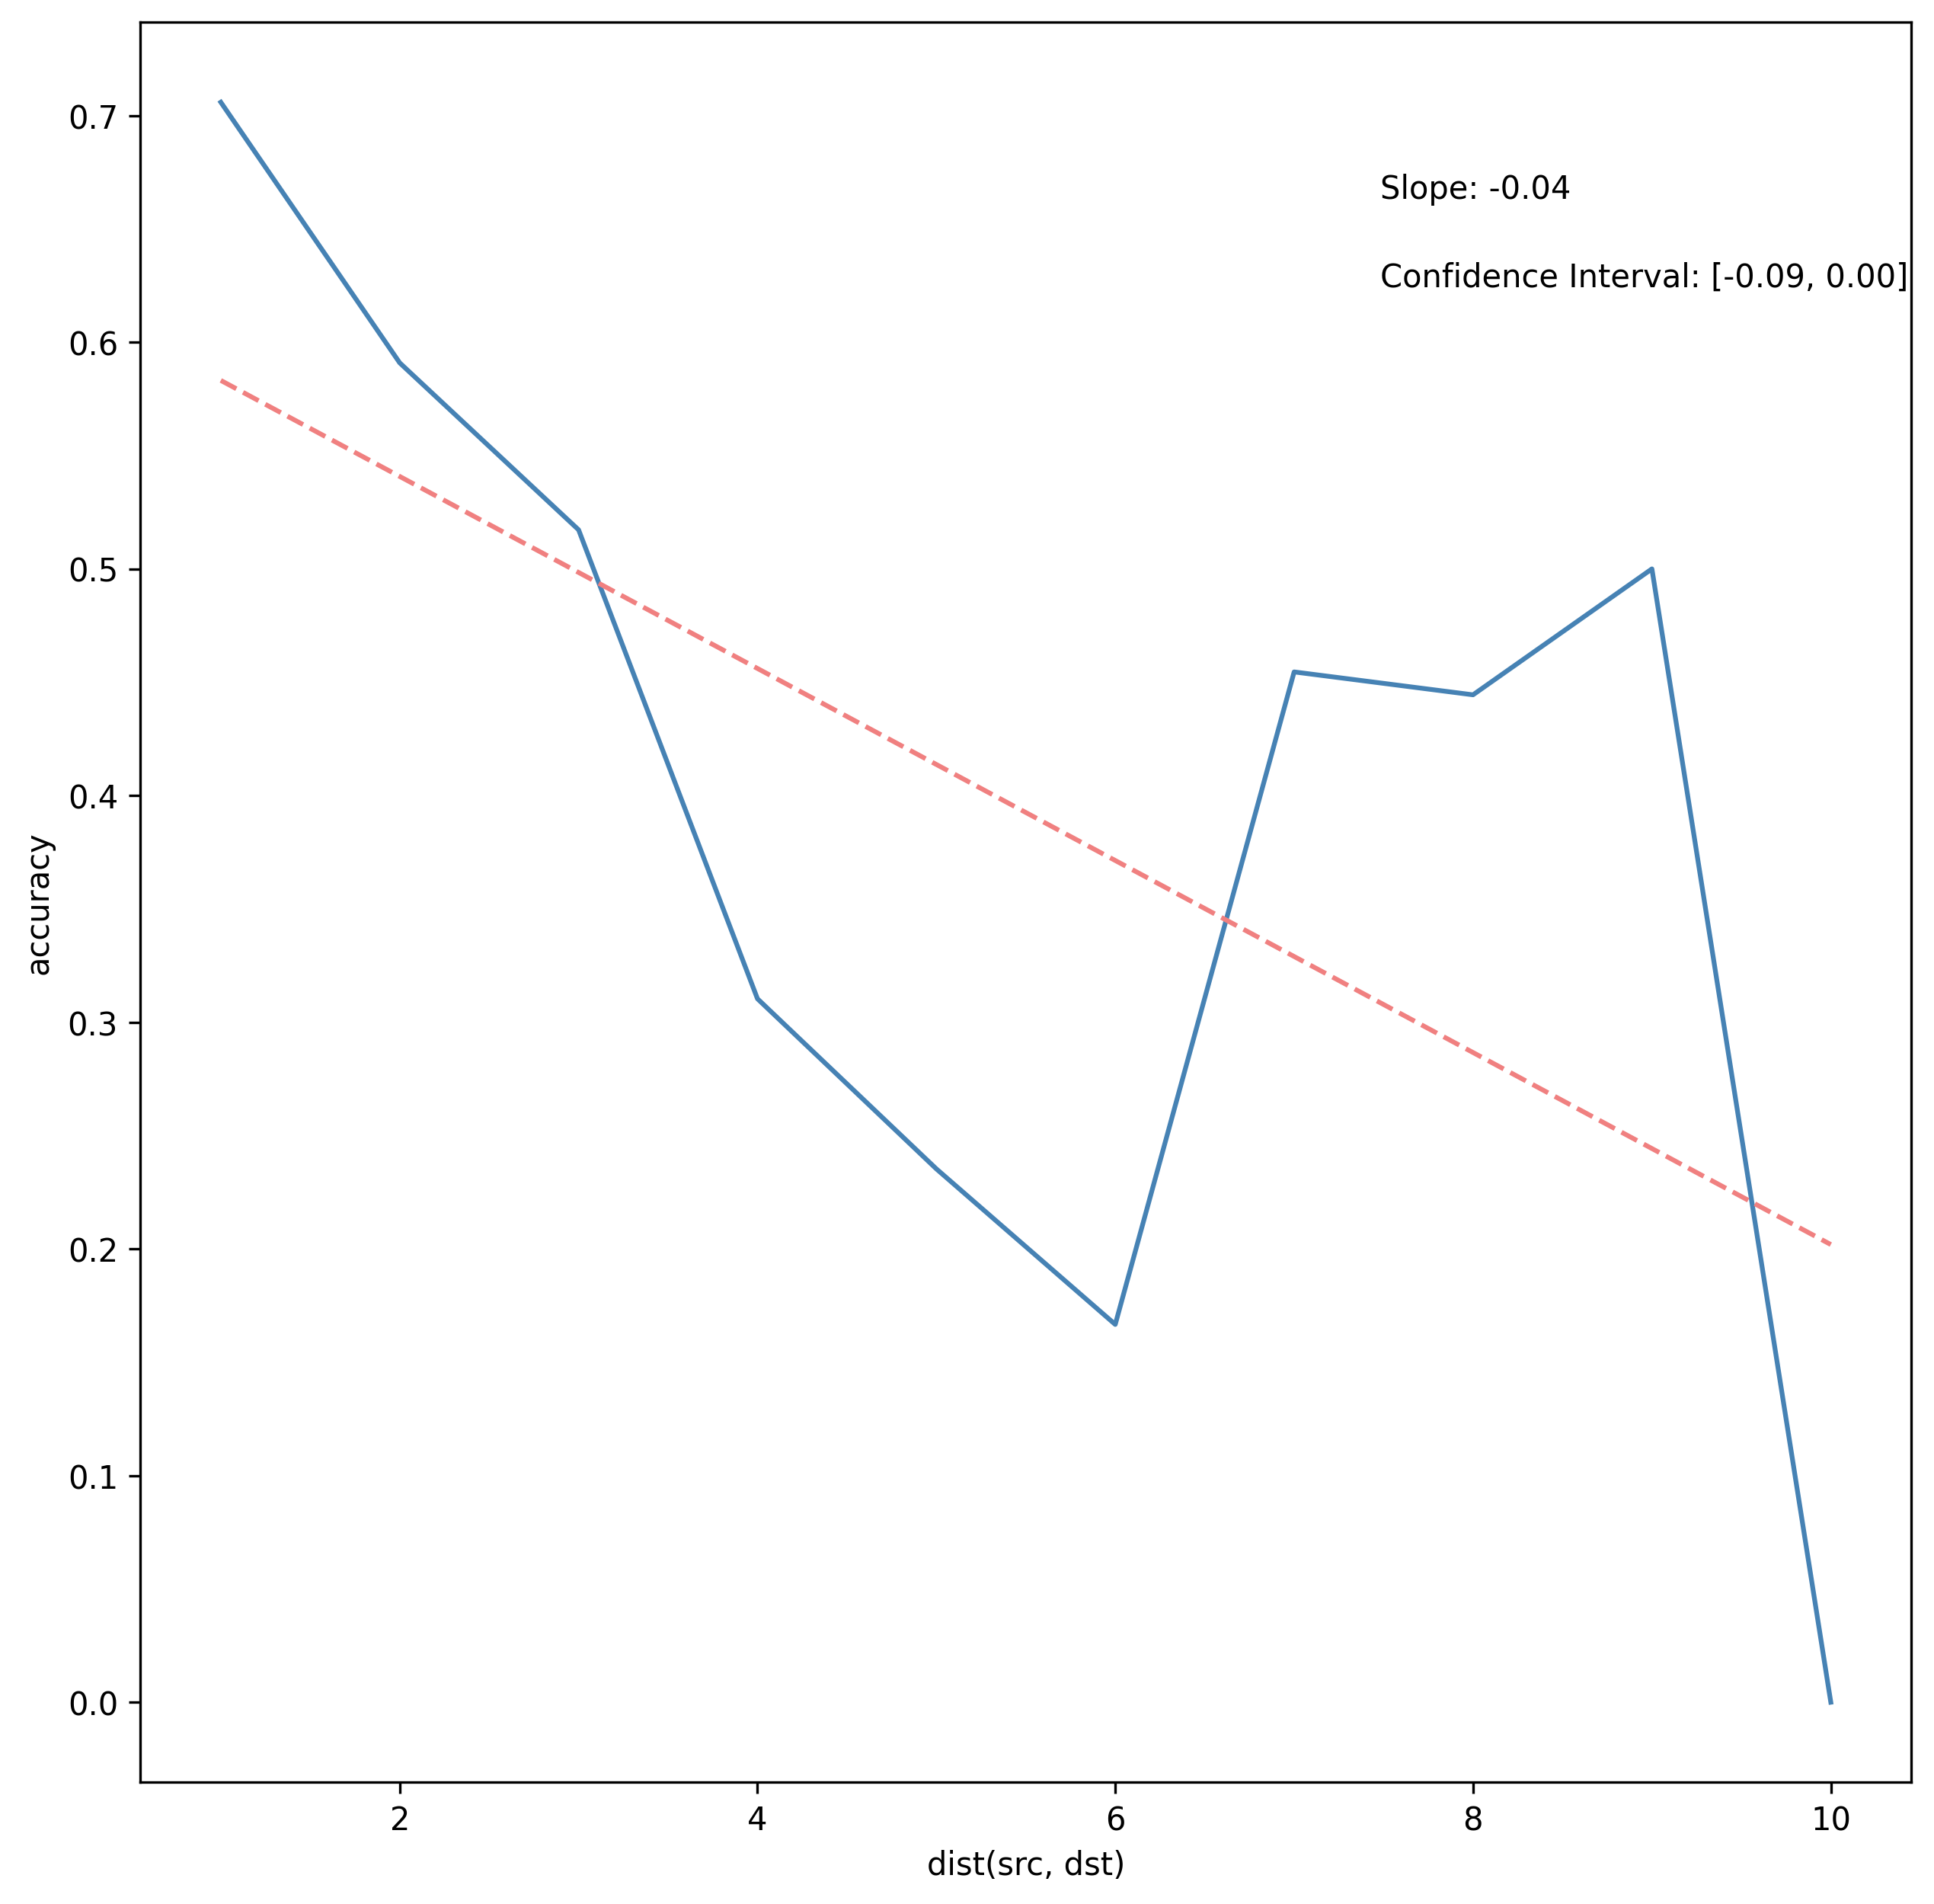 Slope: -0.04
Confidence Interval: [-0.09, 0.00]
accuracy
0.7
0.6
0.5
0.4
0.3
0.2
0.1
0.0
2 4 6 8 10
dist(src, dst)